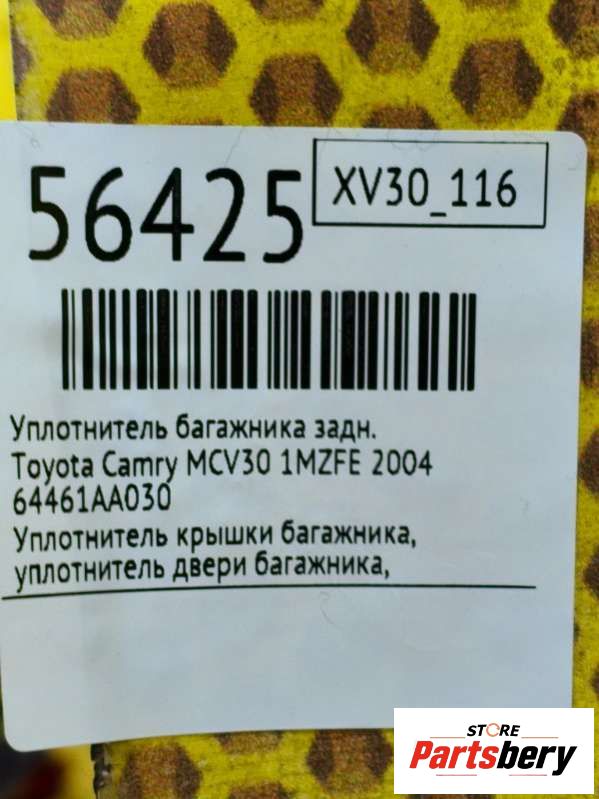 56425
XV30_116
Уплотнитель багажника задн.
Toyota Camry MCV30 1MZFE 2004
64461AA030
Уплотнитель крышки багажника,
уплотнитель двери багажника,
STORE
Partsbery